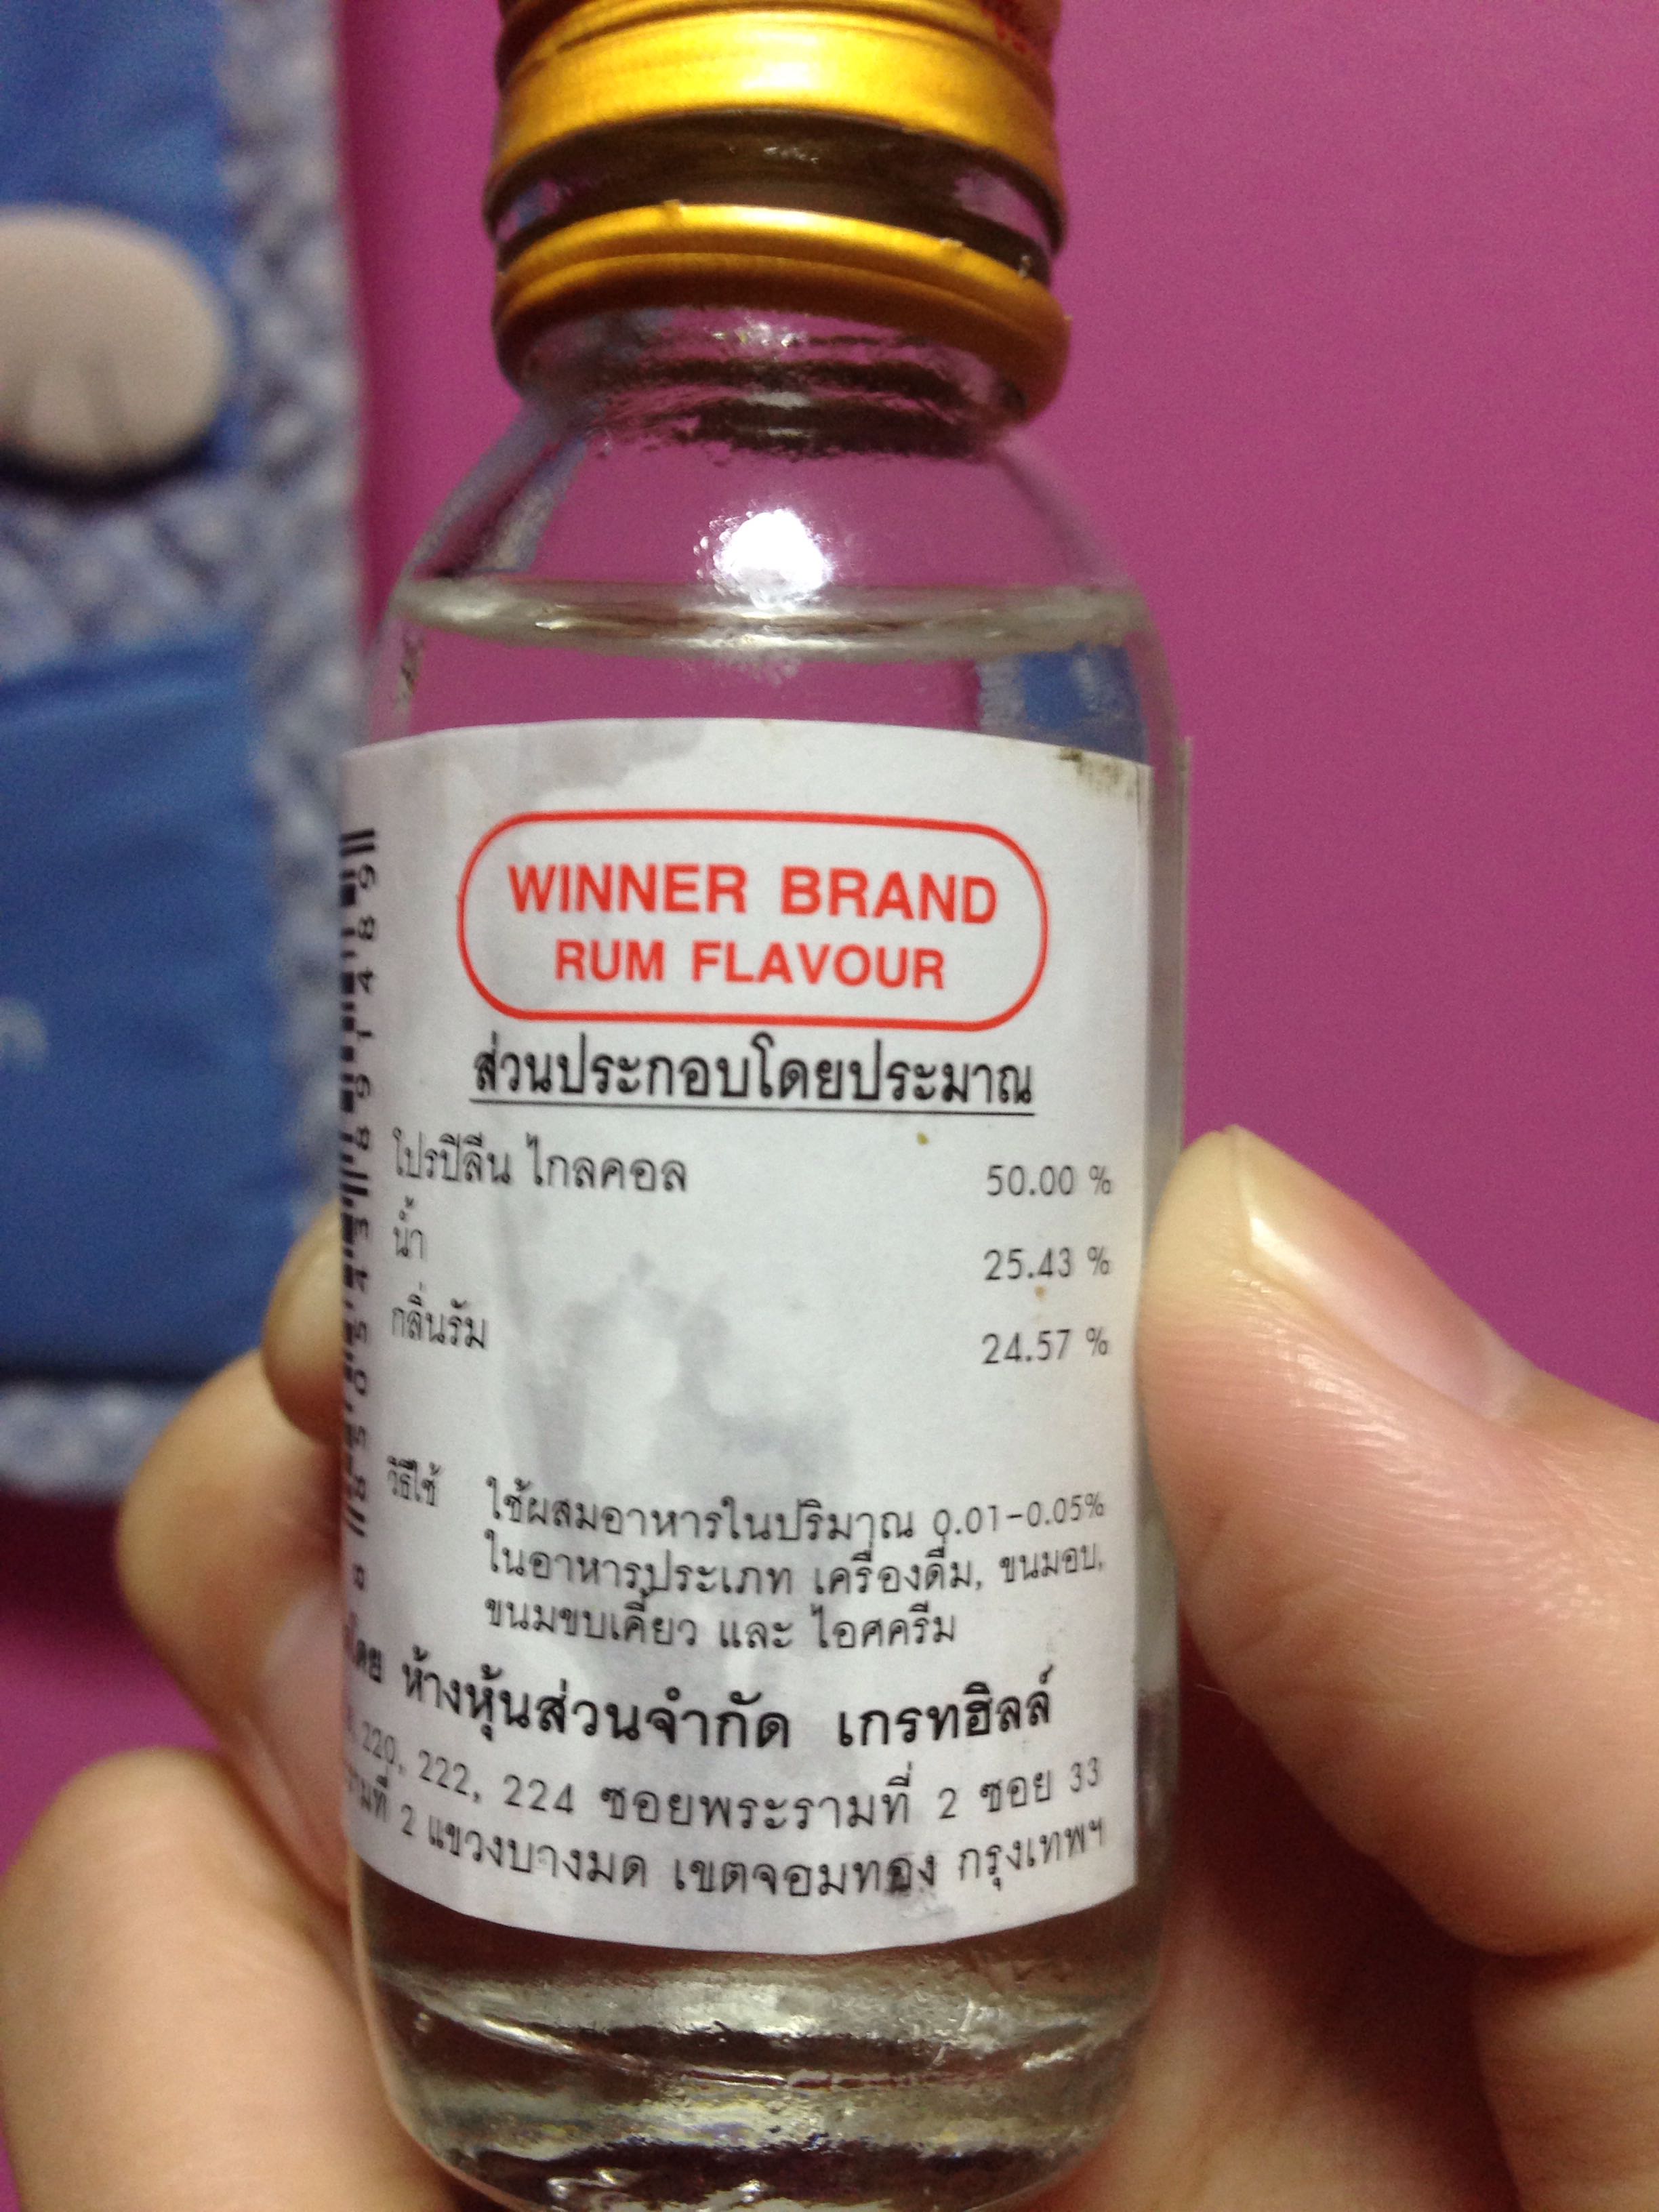 WINNER BRAND
RUM FLAVOUR
ส่วนประกอบโดยประมาณ
โปรปีลีน ไกลคอล 50.00 %
น้ำ 25.43 %
กลิ่นรัม 24.57 %
วิธีใช้ ใช้ผสมอาหารในปริมาณ 0.01-0.05%
ในอาหารประเภท เครื่องดื่ม, ขนมอบ,
ขนมขบเคี้ยว และ ไอศครีม
ห้างหุ้นส่วนจำกัด เกรทฮิลล์
220, 222, 224 ซอยพระรามที่ 2 ซอย 33
2 แขวงบางมด เขตจอมทอง กรุงเทพฯ